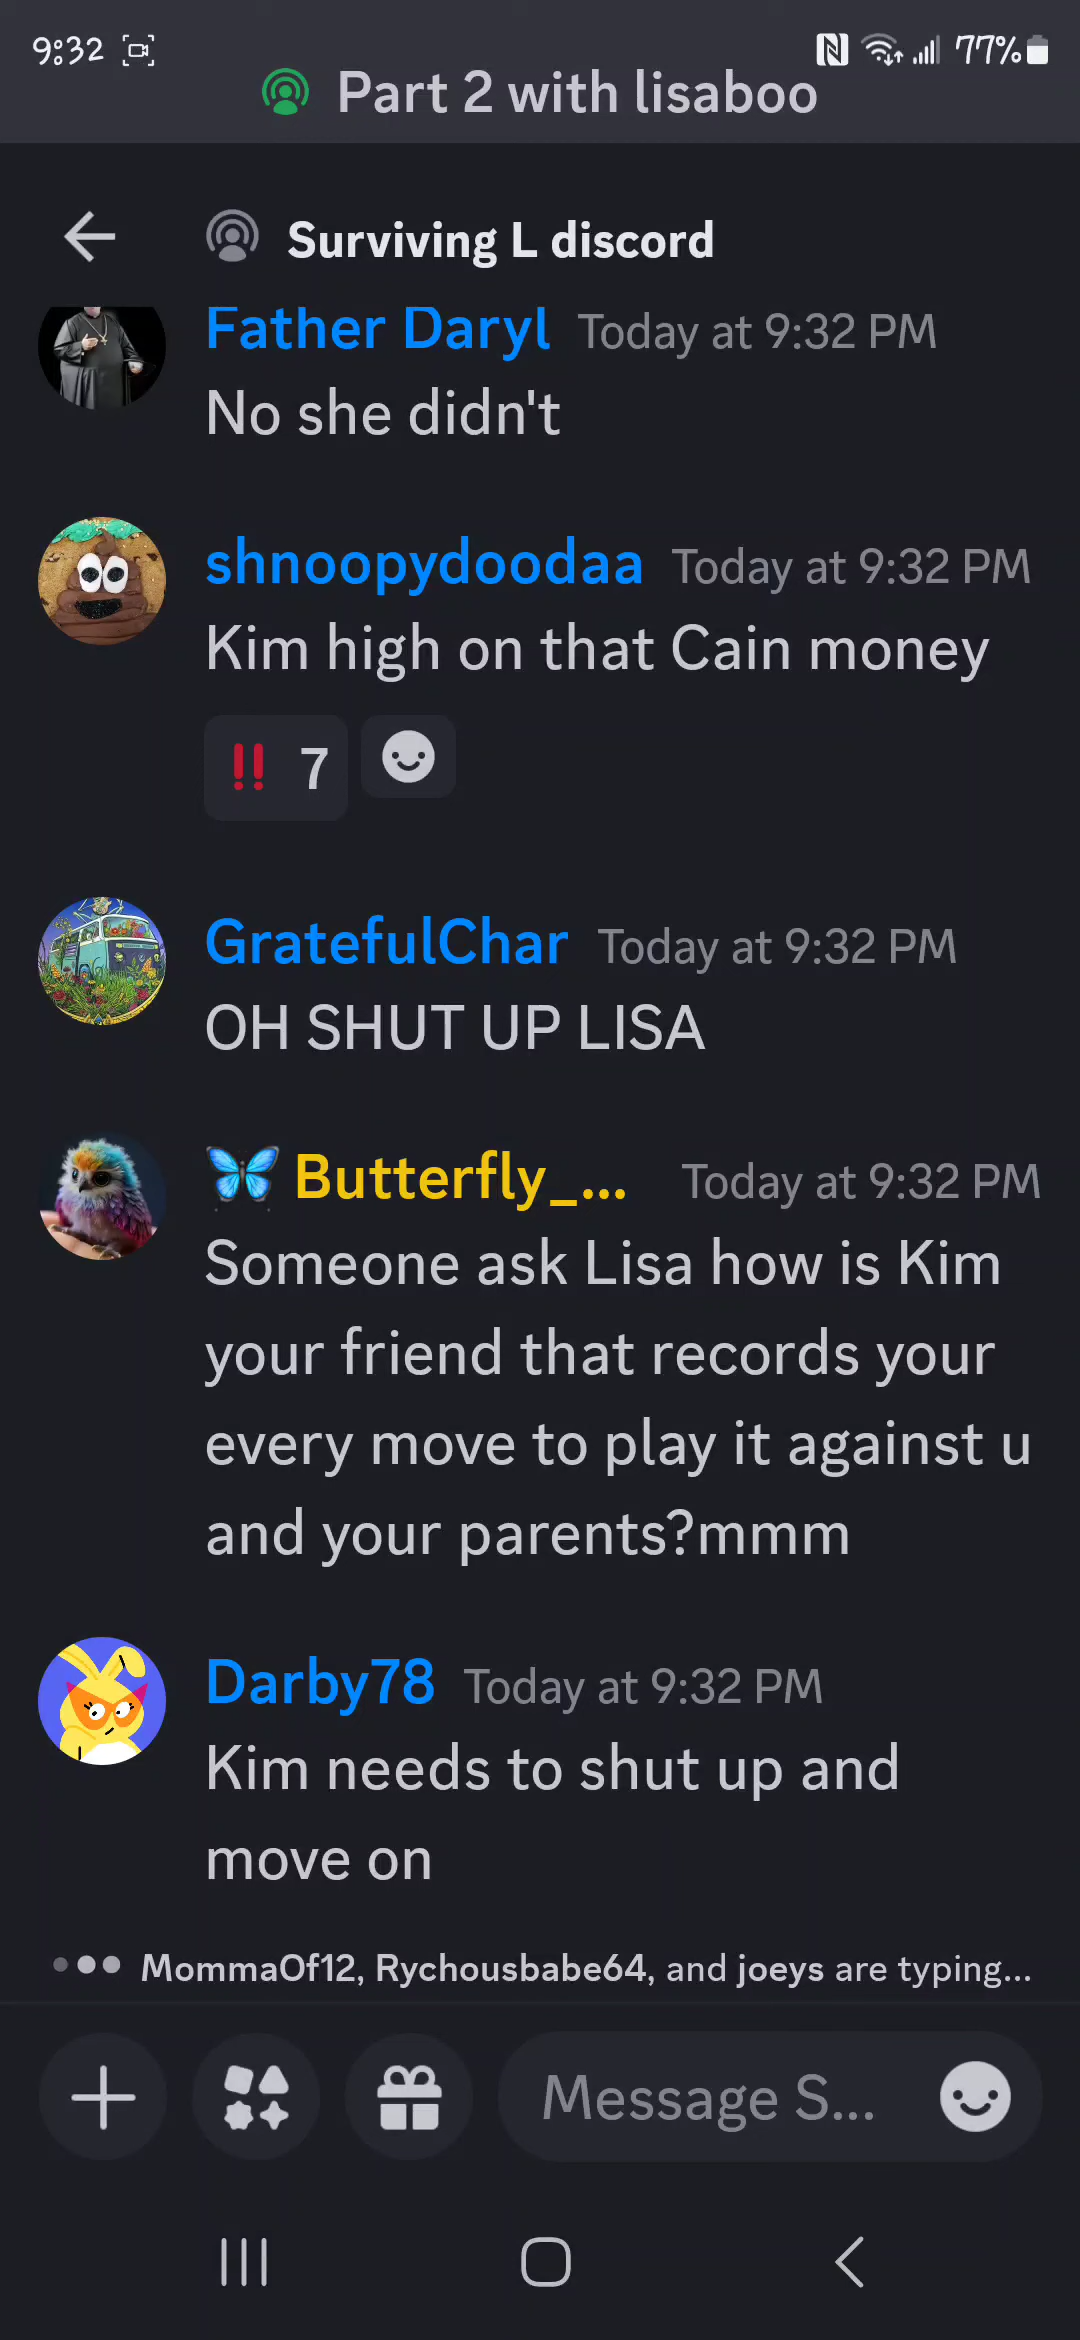 9:32 77%
Part 2 with lisaboo
Surviving L discord
Father Daryl Today at 9:32 PM
No she didn't
shnoopydoodaa Today at 9:32 PM
Kim high on that Cain money
‼ 7
GratefulChar Today at 9:32 PM
OH SHUT UP LISA
🦋 Butterfly_... Today at 9:32 PM
Someone ask Lisa how is Kim
your friend that records your
every move to play it against u
and your parents?mmm
Darby78 Today at 9:32 PM
Kim needs to shut up and
move on
MommaOf12, Rychousbabe64, and joeys are typing...
Message S...